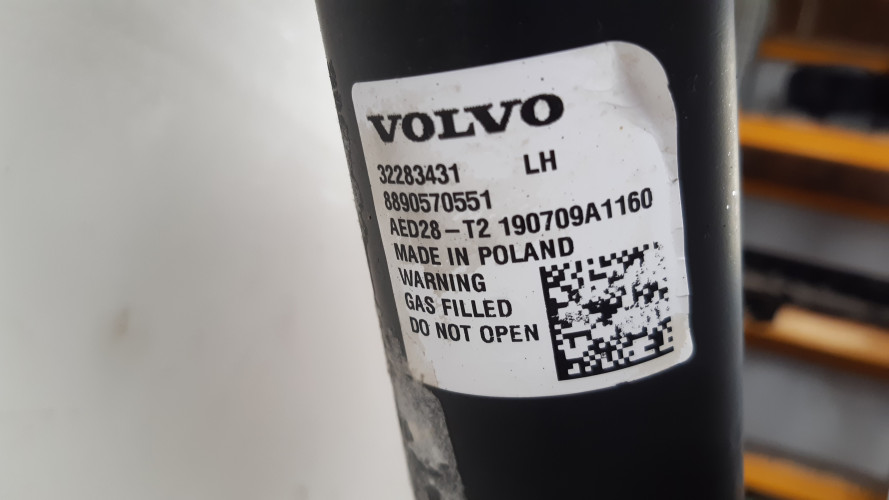 VOLVO
32283431 LH
8890570551
AED28-T2 190709A1160
MADE IN POLAND
WARNING
GAS FILLED
DO NOT OPEN